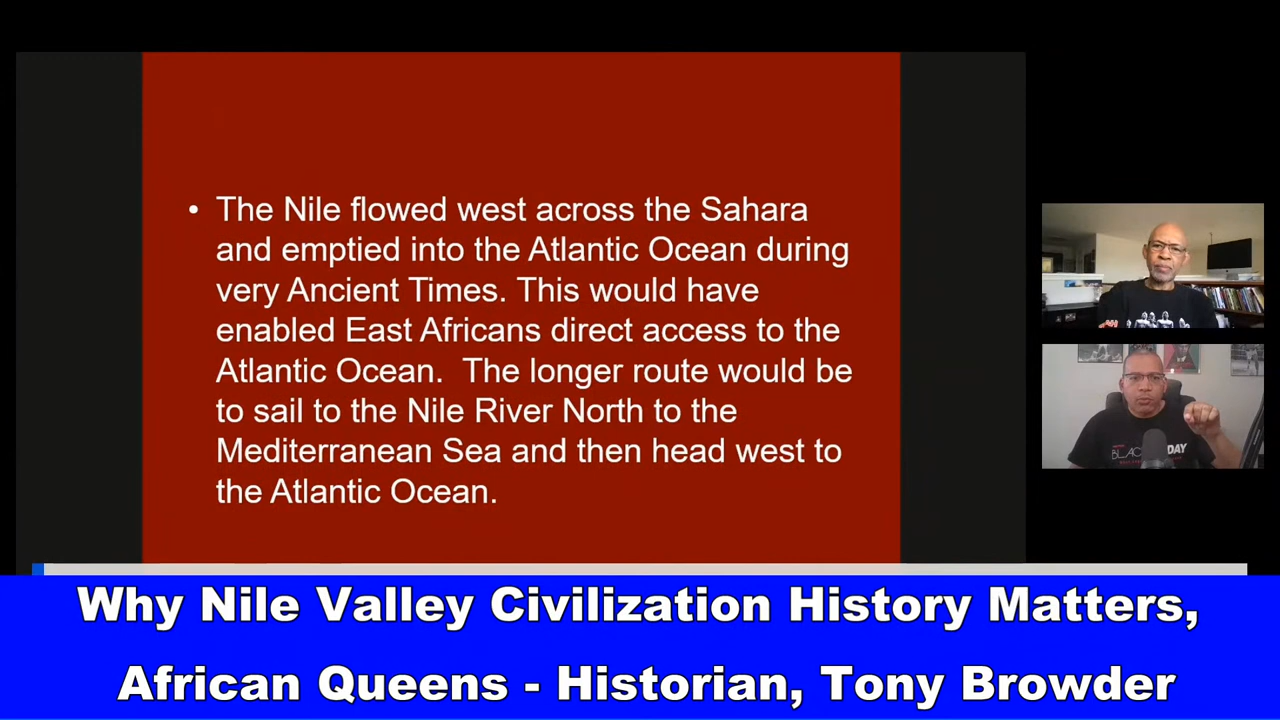 • The Nile flowed west across the Sahara
and emptied into the Atlantic Ocean during
very Ancient Times. This would have
enabled East Africans direct access to the
Atlantic Ocean.  The longer route would be
to sail to the Nile River North to the
Mediterranean Sea and then head west to
the Atlantic Ocean.
DAY
Why Nile Valley Civilization History Matters,
African Queens - Historian, Tony Browder